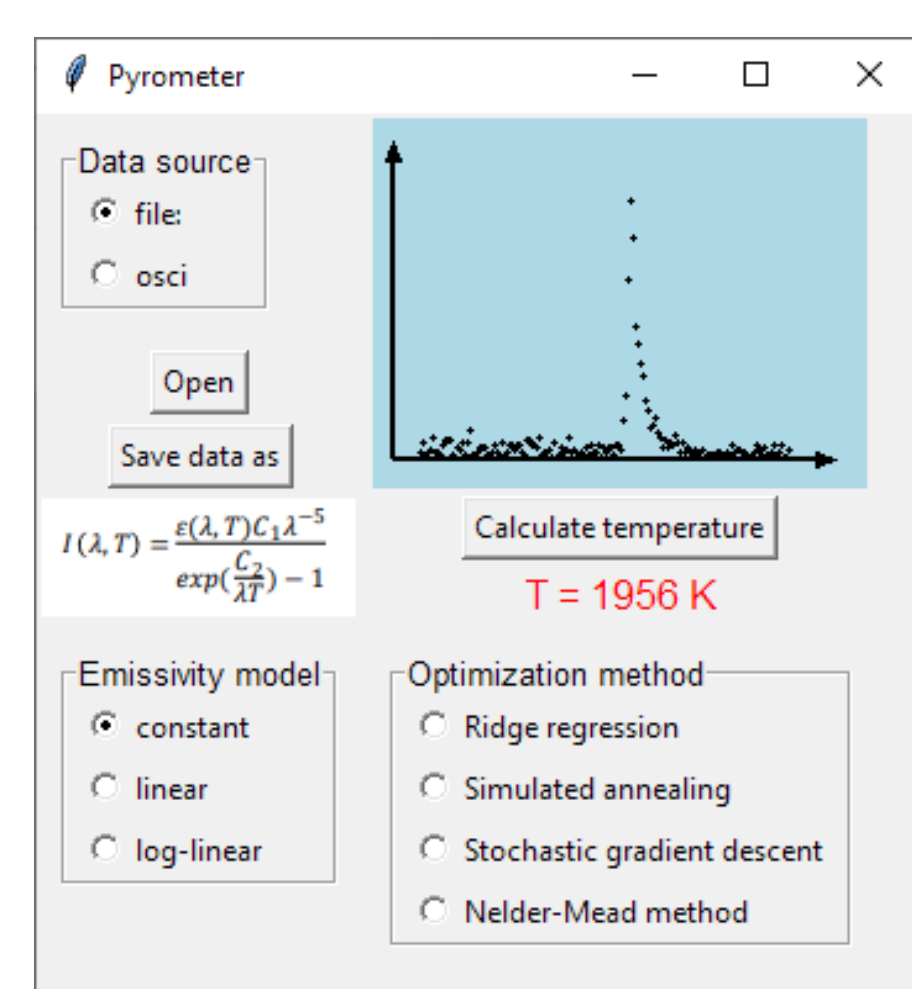 Pyrometer
Data source
file:
osci
Open
Save data as
I (λ, T) = ε(λ, T)C₁λ⁻⁵ / exp(C₂/λT) − 1
Calculate temperature
T = 1956 K
Emissivity model
constant
linear
log-linear
Optimization method
Ridge regression
Simulated annealing
Stochastic gradient descent
Nelder-Mead method